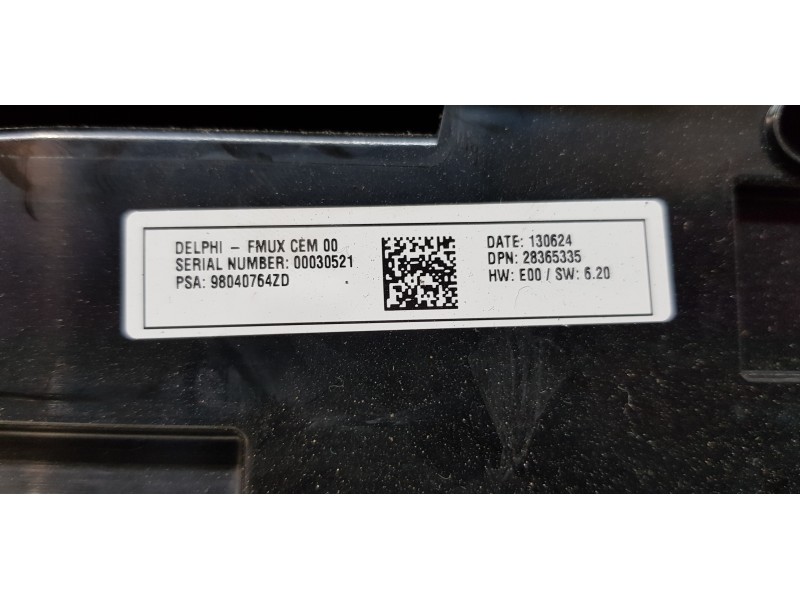 DELPHI - FMUX CEM 00
SERIAL NUMBER: 00030521
PSA: 98040764ZD
DATE: 130624
DPN: 28365335
HW: E00 / SW: 6.20